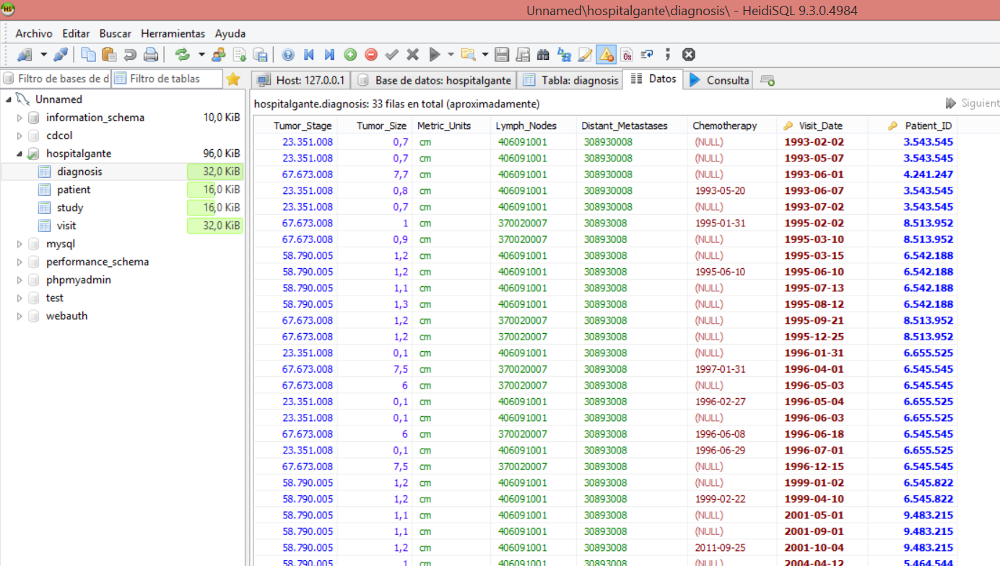 HS
Unnamed\hospitalgante\diagnosis\ - HeidiSQL 9.3.0.4984
Archivo Editar Buscar Herramientas Ayuda
Filtro de bases de d Filtro de tablas
Host: 127.0.0.1 Base de datos: hospitalgante Tabla: diagnosis Datos Consulta
Unnamed
information_schema 10,0 KiB
cdcol
hospitalgante 96,0 KiB
diagnosis 32,0 KiB
patient 16,0 KiB
study 16,0 KiB
visit 32,0 KiB
mysql
performance_schema
phpmyadmin
test
webauth
hospitalgante.diagnosis: 33 filas en total (aproximadamente) Siguient
Tumor_Stage Tumor_Size Metric_Units Lymph_Nodes Distant_Metastases Chemotherapy Visit_Date Patient_ID
23.351.008 0,7 cm 406091001 308930008 (NULL) 1993-02-02 3.543.545
23.351.008 0,7 cm 406091001 308930008 (NULL) 1993-05-07 3.543.545
67.673.008 7,7 cm 406091001 308930008 (NULL) 1993-06-01 4.241.247
23.351.008 0,8 cm 406091001 308930008 1993-05-20 1993-06-07 3.543.545
23.351.008 0,7 cm 406091001 308930008 (NULL) 1993-07-02 3.543.545
67.673.008 1 cm 370020007 30893008 1995-01-31 1995-02-02 8.513.952
67.673.008 0,9 cm 370020007 30893008 (NULL) 1995-03-10 8.513.952
58.790.005 1,2 cm 406091001 30893008 (NULL) 1995-03-15 6.542.188
58.790.005 1,2 cm 406091001 30893008 1995-06-10 1995-06-10 6.542.188
58.790.005 1,1 cm 406091001 30893008 (NULL) 1995-07-13 6.542.188
58.790.005 1,3 cm 406091001 30893008 (NULL) 1995-08-12 6.542.188
67.673.008 1,2 cm 370020007 30893008 (NULL) 1995-09-21 8.513.952
67.673.008 1,2 cm 370020007 30893008 (NULL) 1995-12-25 8.513.952
23.351.008 0,1 cm 406091001 30893008 (NULL) 1996-01-31 6.655.525
67.673.008 7,5 cm 370020007 30893008 1997-01-31 1996-04-01 6.545.545
67.673.008 6 cm 370020007 30893008 (NULL) 1996-05-03 6.545.545
23.351.008 0,1 cm 406091001 30893008 1996-02-27 1996-05-04 6.655.525
23.351.008 0,1 cm 406091001 30893008 (NULL) 1996-06-03 6.655.525
67.673.008 6 cm 370020007 30893008 1996-06-08 1996-06-18 6.545.545
23.351.008 0,1 cm 406091001 30893008 1996-06-29 1996-07-01 6.655.525
67.673.008 7,5 cm 370020007 30893008 (NULL) 1996-12-15 6.545.545
58.790.005 1,2 cm 406091001 30893008 (NULL) 1999-01-02 6.545.822
58.790.005 1,2 cm 406091001 30893008 1999-02-22 1999-04-10 6.545.822
58.790.005 1,1 cm 406091001 30893008 (NULL) 2001-05-01 9.483.215
58.790.005 1,1 cm 406091001 30893008 (NULL) 2001-09-01 9.483.215
58.790.005 1,2 cm 406091001 30893008 2011-09-25 2001-10-04 9.483.215
58.790.005 1 cm 406091001 30893008 (NULL) 2004-04-12 5.464.544